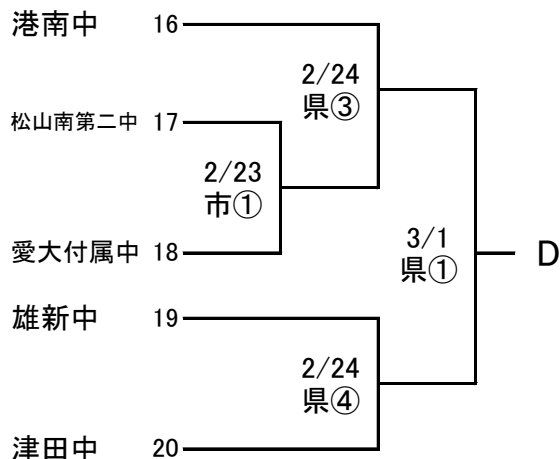 港南中 16
2/24
県③
松山南第二中 17
2/23
市①
愛大付属中 18
3/1
県①
D
雄新中 19
2/24
県④
津田中 20